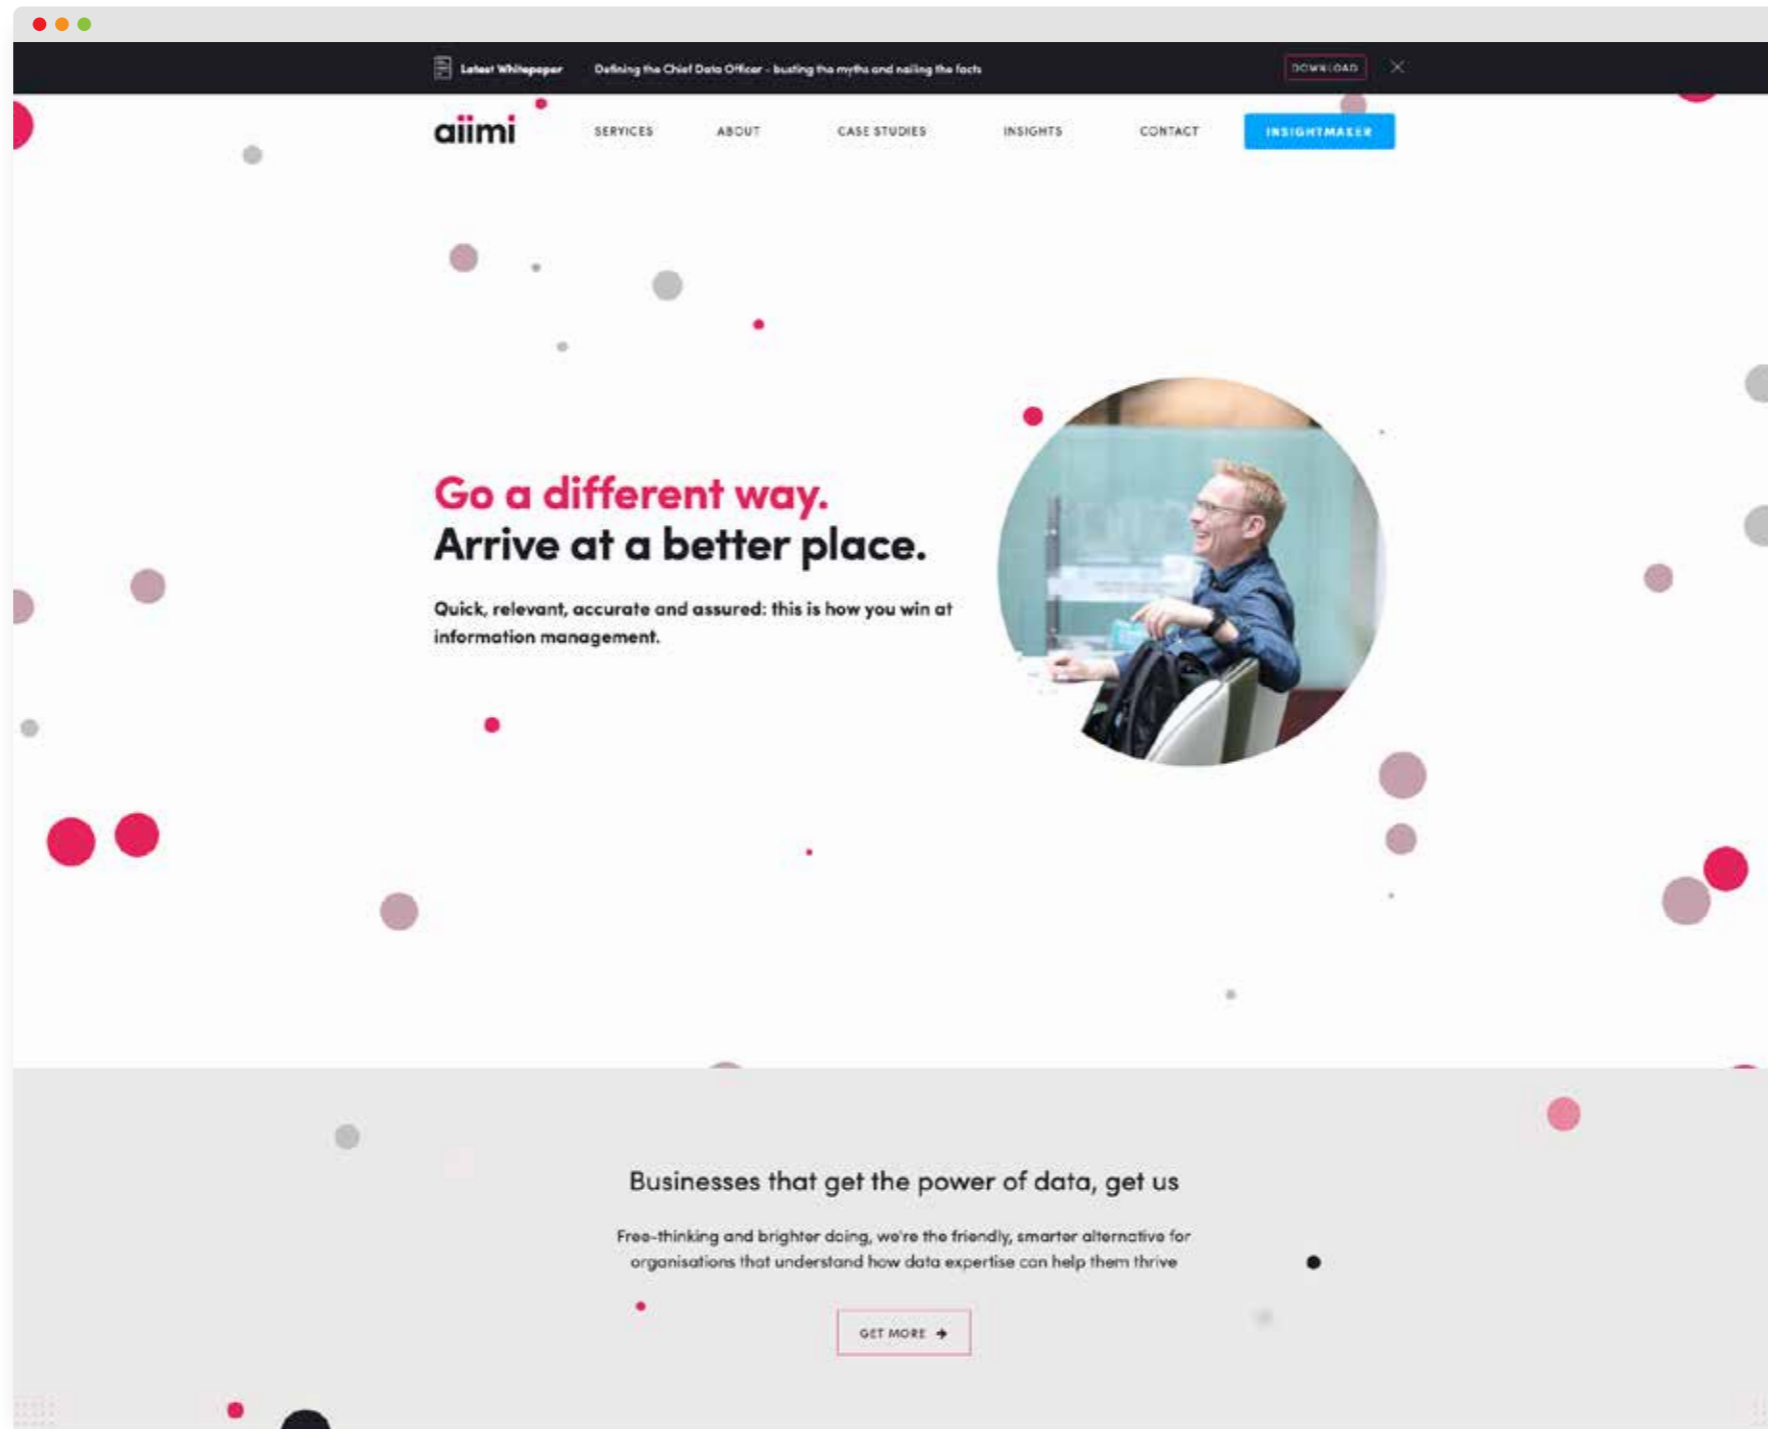 Latest Whitepaper Defining the Chief Data Officer - busting the myths and nailing the facts DOWNLOAD
aiimi SERVICES ABOUT CASE STUDIES INSIGHTS CONTACT INSIGHTMAKER
Go a different way.
Arrive at a better place.
Quick, relevant, accurate and assured: this is how you win at
information management.
Businesses that get the power of data, get us
Free-thinking and brighter doing, we're the friendly, smarter alternative for
organisations that understand how data expertise can help them thrive
GET MORE →